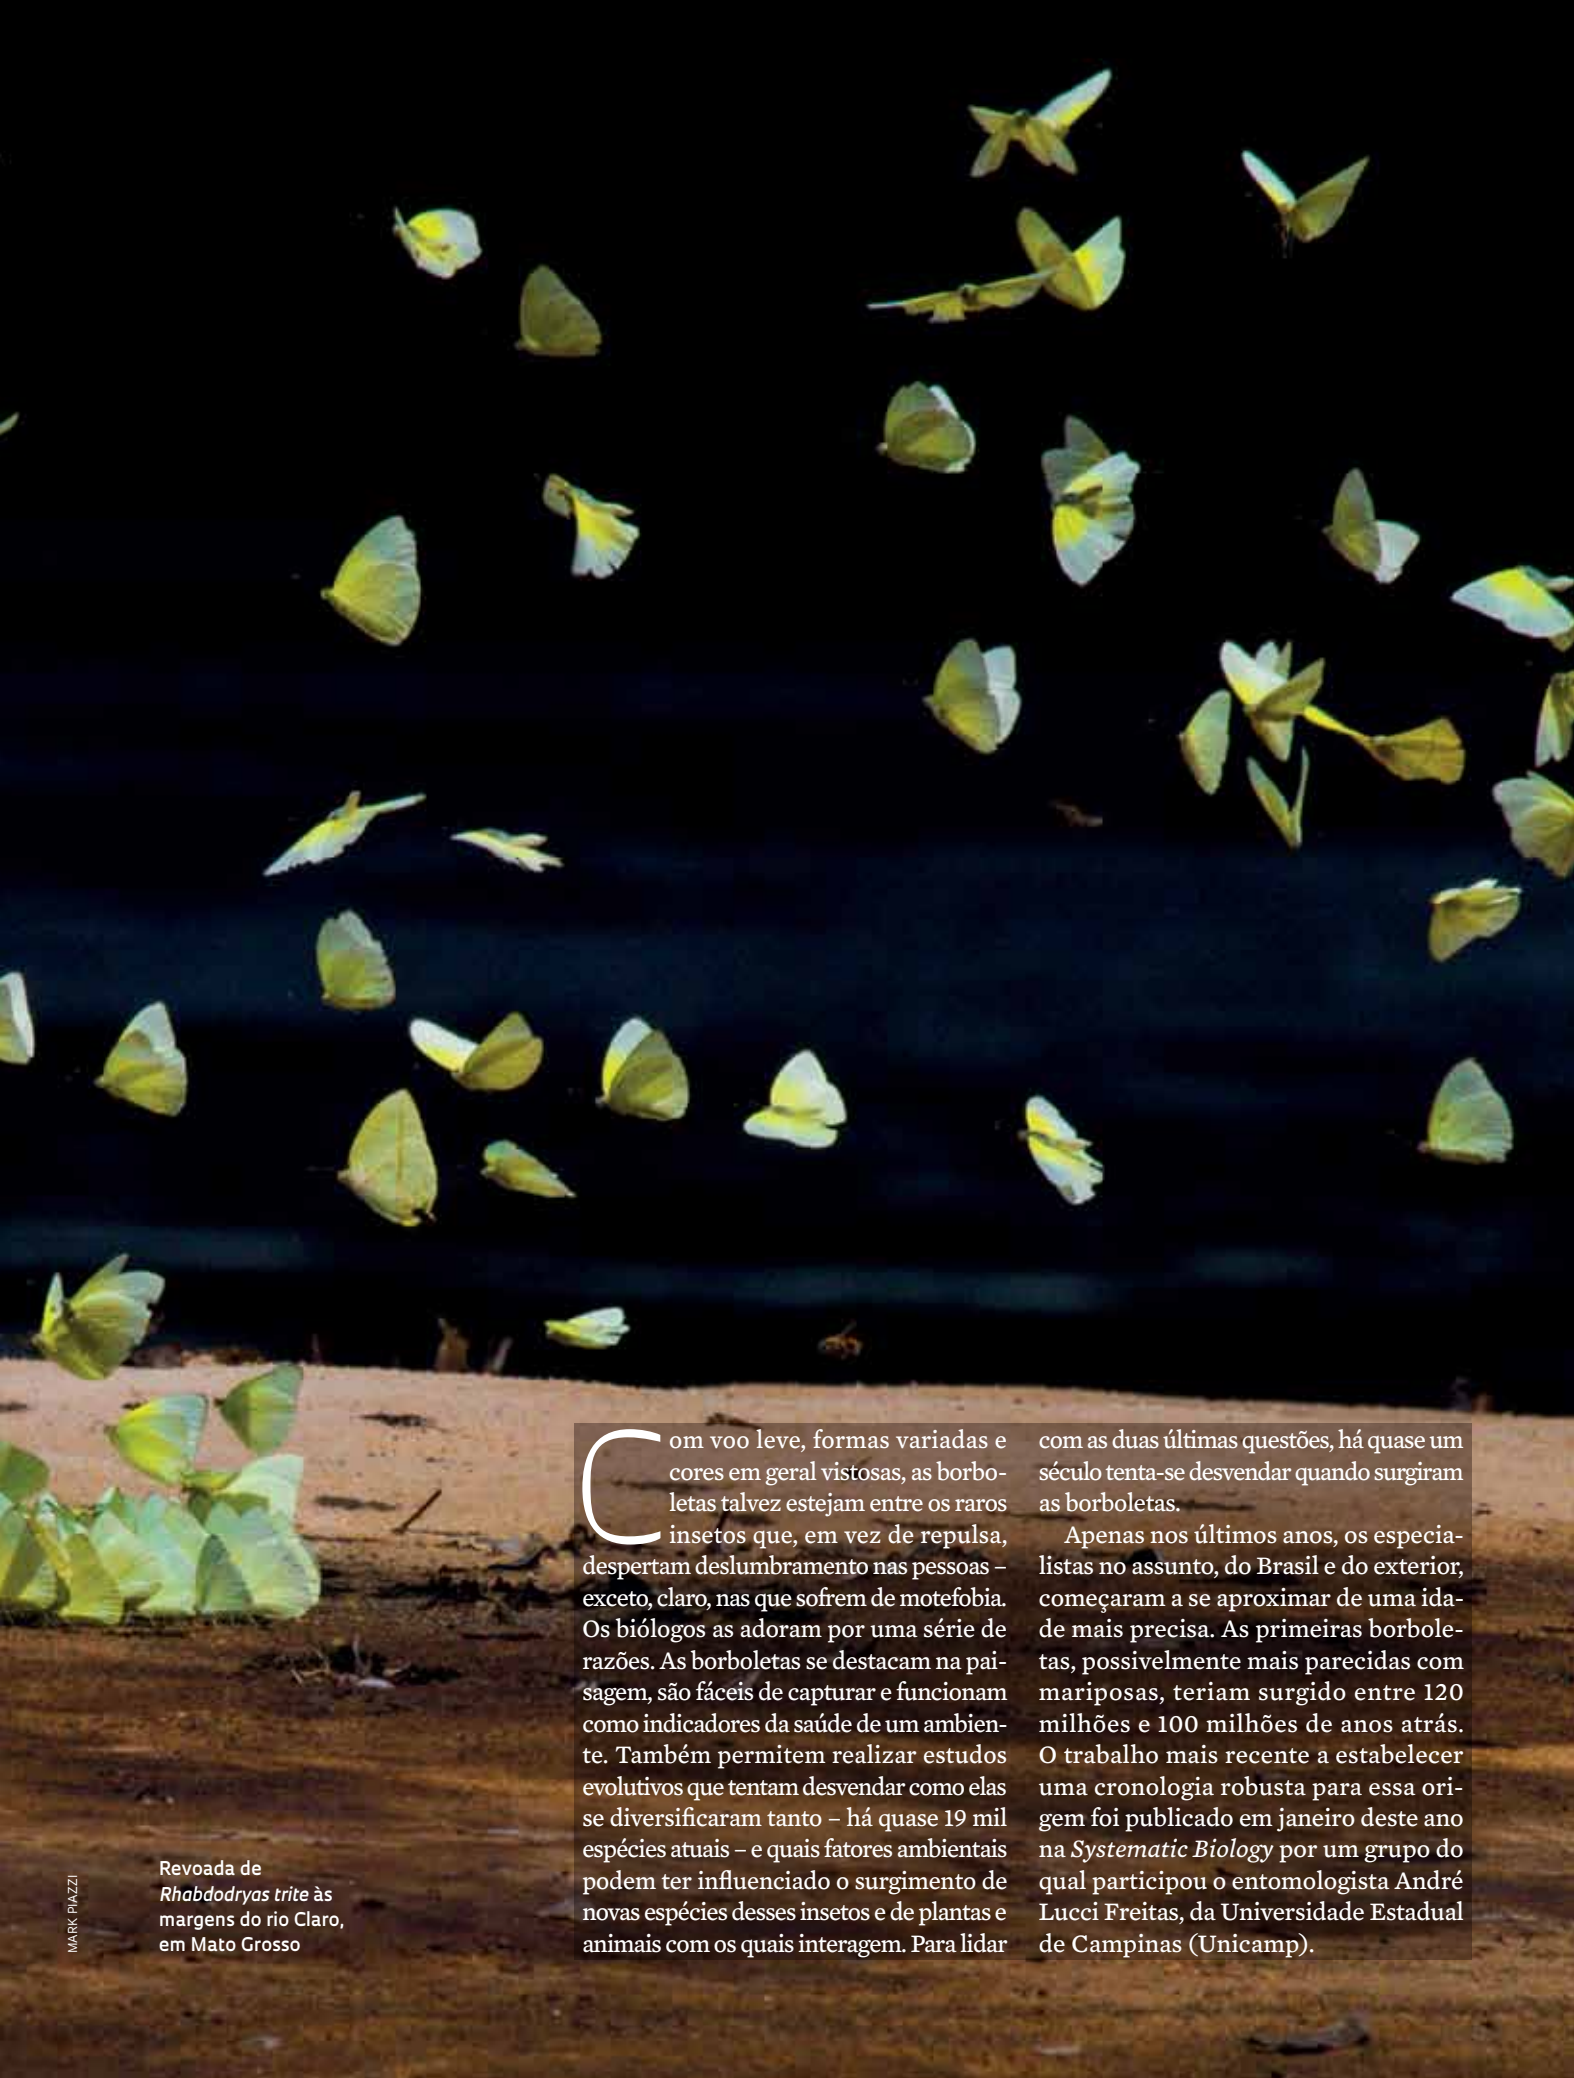 Com voo leve, formas variadas e
cores em geral vistosas, as borbo-
letas talvez estejam entre os raros
insetos que, em vez de repulsa,
despertam deslumbramento nas pessoas –
exceto, claro, nas que sofrem de motefobia.
Os biólogos as adoram por uma série de
razões. As borboletas se destacam na pai-
sagem, são fáceis de capturar e funcionam
como indicadores da saúde de um ambien-
te. Também permitem realizar estudos
evolutivos que tentam desvendar como elas
se diversificaram tanto – há quase 19 mil
espécies atuais – e quais fatores ambientais
podem ter influenciado o surgimento de
novas espécies desses insetos e de plantas e
animais com os quais interagem. Para lidar
com as duas últimas questões, há quase um
século tenta-se desvendar quando surgiram
as borboletas.
Apenas nos últimos anos, os especia-
listas no assunto, do Brasil e do exterior,
começaram a se aproximar de uma ida-
de mais precisa. As primeiras borbole-
tas, possivelmente mais parecidas com
mariposas, teriam surgido entre 120
milhões e 100 milhões de anos atrás.
O trabalho mais recente a estabelecer
uma cronologia robusta para essa ori-
gem foi publicado em janeiro deste ano
na Systematic Biology por um grupo do
qual participou o entomologista André
Lucci Freitas, da Universidade Estadual
de Campinas (Unicamp).
Revoada de
Rhabdodryas trite às
margens do rio Claro,
em Mato Grosso
MARK PIAZZI